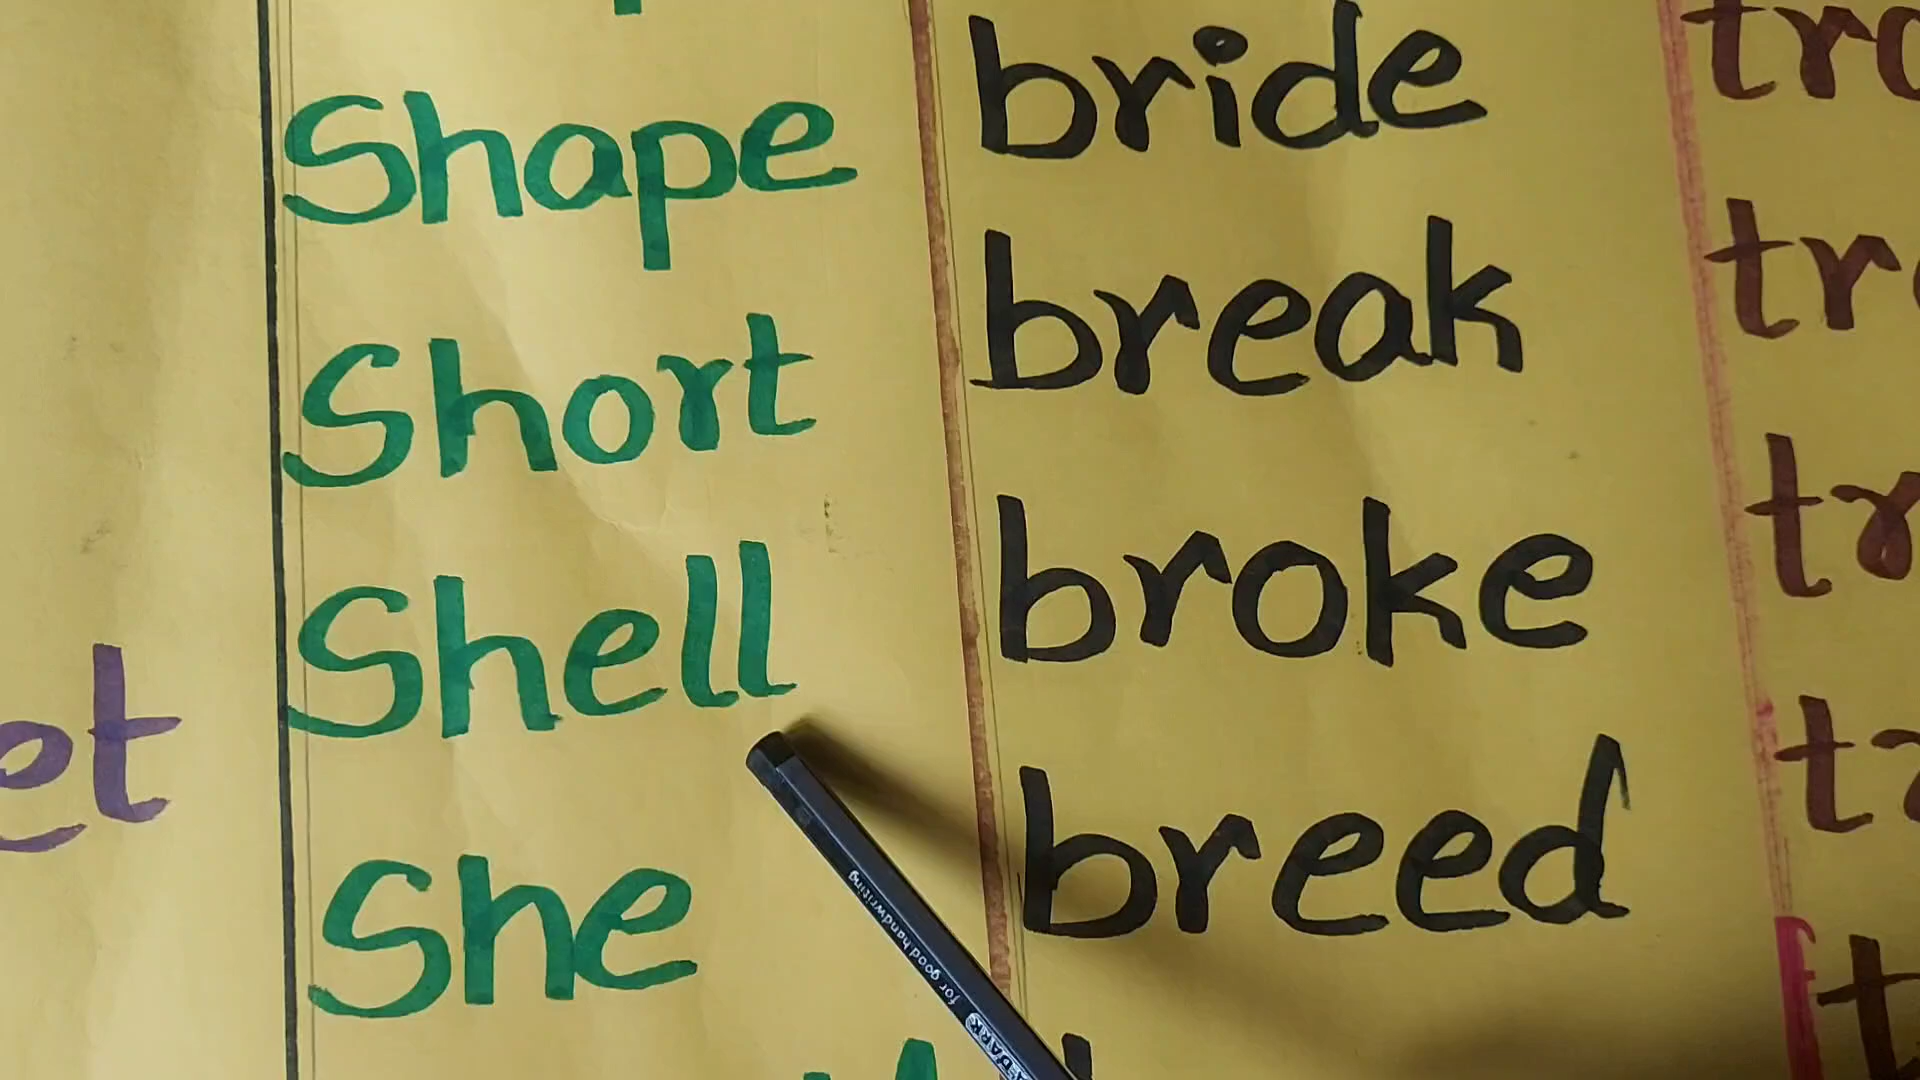 Shape
Short
Shell
She
bride
break
broke
breed
for good handwriting